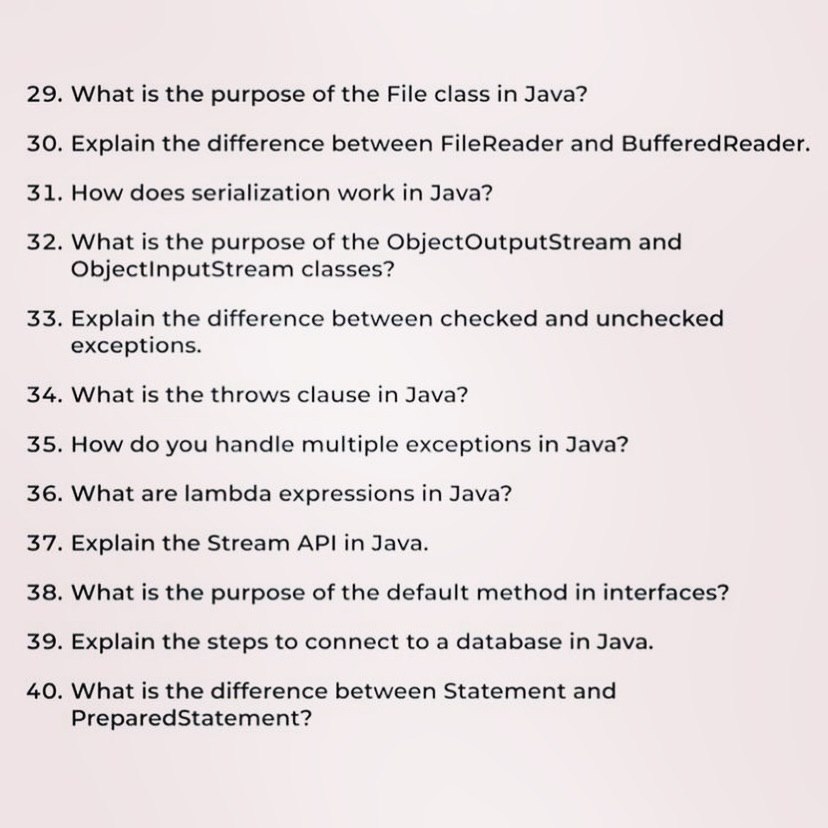 29. What is the purpose of the File class in Java?
30. Explain the difference between FileReader and BufferedReader.
31. How does serialization work in Java?
32. What is the purpose of the ObjectOutputStream and
ObjectInputStream classes?
33. Explain the difference between checked and unchecked
exceptions.
34. What is the throws clause in Java?
35. How do you handle multiple exceptions in Java?
36. What are lambda expressions in Java?
37. Explain the Stream API in Java.
38. What is the purpose of the default method in interfaces?
39. Explain the steps to connect to a database in Java.
40. What is the difference between Statement and
PreparedStatement?